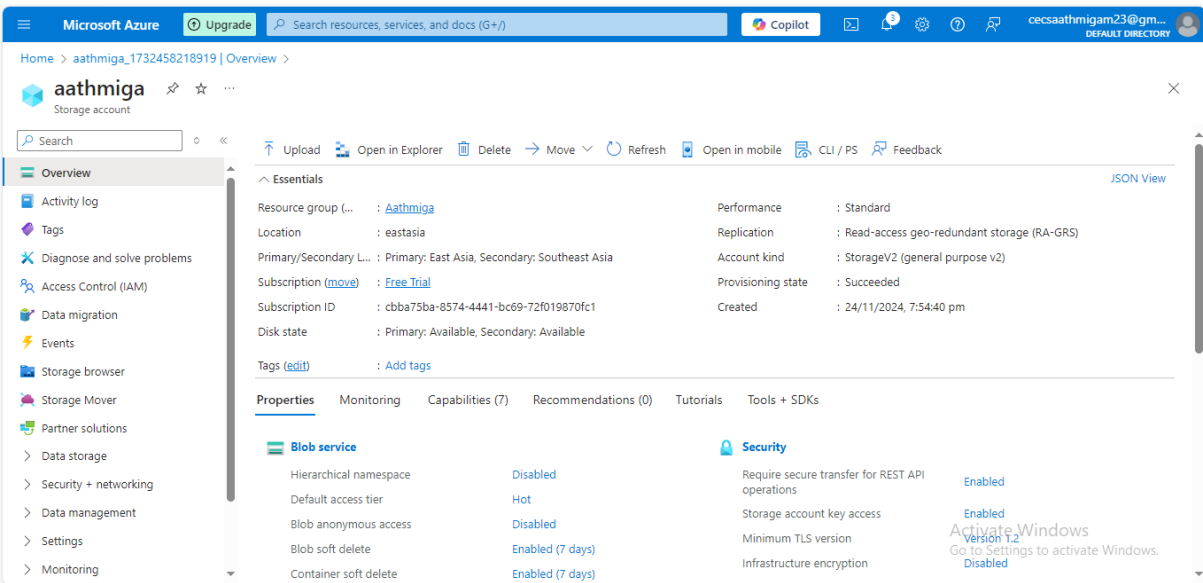 Microsoft Azure
Upgrade
Search resources, services, and docs (G+/)
Copilot
3
cecsaathmigam23@gm...
DEFAULT DIRECTORY
Home > aathmiga_1732458218919 | Overview >
aathmiga
Storage account
Search
Upload Open in Explorer Delete Move Refresh Open in mobile CLI / PS Feedback
Overview
Activity log
Tags
Diagnose and solve problems
Access Control (IAM)
Data migration
Events
Storage browser
Storage Mover
Partner solutions
Data storage
Security + networking
Data management
Settings
Monitoring
Essentials
JSON View
Resource group (... : Aathmiga
Location : eastasia
Primary/Secondary L... : Primary: East Asia, Secondary: Southeast Asia
Subscription (move) : Free Trial
Subscription ID : cbba75ba-8574-4441-bc69-72f019870fc1
Disk state : Primary: Available, Secondary: Available
Tags (edit) : Add tags
Performance : Standard
Replication : Read-access geo-redundant storage (RA-GRS)
Account kind : StorageV2 (general purpose v2)
Provisioning state : Succeeded
Created : 24/11/2024, 7:54:40 pm
Properties Monitoring Capabilities (7) Recommendations (0) Tutorials Tools + SDKs
Blob service
Hierarchical namespace Disabled
Default access tier Hot
Blob anonymous access Disabled
Blob soft delete Enabled (7 days)
Container soft delete Enabled (7 days)
Security
Require secure transfer for REST API
operations Enabled
Storage account key access Enabled
Minimum TLS version Version 1.2
Infrastructure encryption Disabled
Activate Windows
Go to Settings to activate Windows.